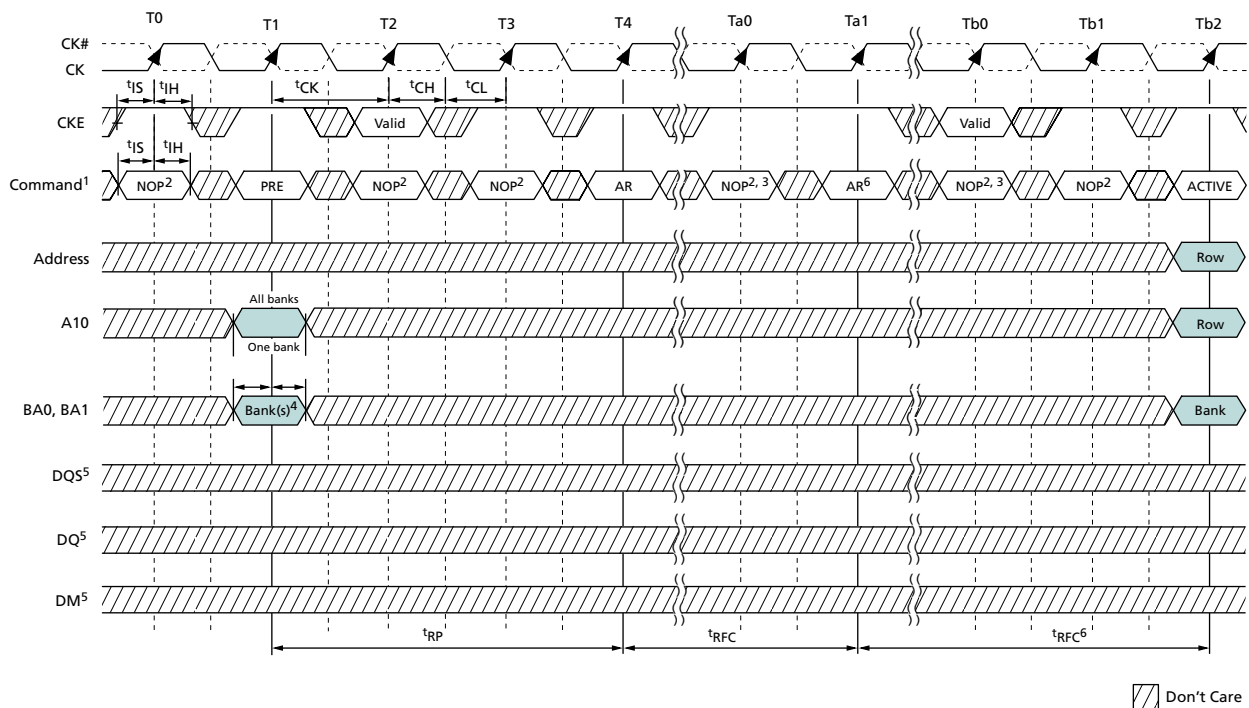 T0 T1 T2 T3 T4 Ta0 Ta1 Tb0 Tb1 Tb2
CK#
CK
tIS tIH tCK tCH tCL
CKE Valid Valid
tIS tIH
Command1 NOP2 PRE NOP2 NOP2 AR NOP2, 3 AR6 NOP2, 3 NOP2 ACTIVE
Address Row
All banks
A10 Row
One bank
BA0, BA1 Bank(s)4 Bank
DQS5
DQ5
DM5
tRP tRFC tRFC6
Don't Care